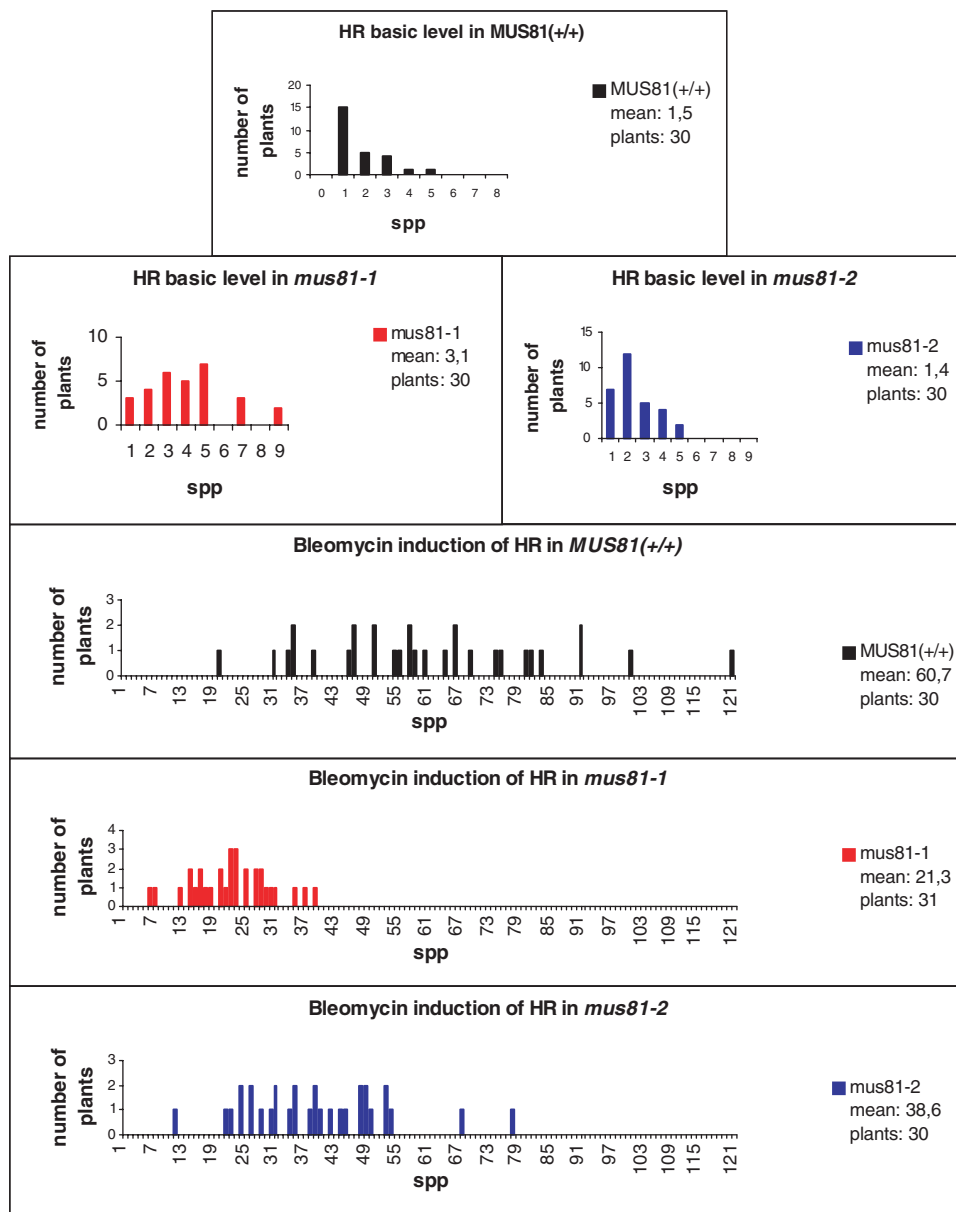 HR basic level in MUS81(+/+)
number of
plants
20
15
10
5
0
0 1 2 3 4 5 6 7 8
spp
MUS81(+/+)
mean: 1,5
plants: 30
HR basic level in mus81-1
number of
plants
10
5
0
1 2 3 4 5 6 7 8 9
spp
mus81-1
mean: 3,1
plants: 30
HR basic level in mus81-2
number of
plants
15
10
5
0
1 2 3 4 5 6 7 8 9
spp
mus81-2
mean: 1,4
plants: 30
Bleomycin induction of HR in MUS81(+/+)
number of
plants
3
2
1
0
1 7 13 19 25 31 37 43 49 55 61 67 73 79 85 91 97 103 109 115 121
spp
MUS81(+/+)
mean: 60,7
plants: 30
Bleomycin induction of HR in mus81-1
number of
plants
4
3
2
1
0
1 7 13 19 25 31 37 43 49 55 61 67 73 79 85 91 97 103 109 115 121
spp
mus81-1
mean: 21,3
plants: 31
Bleomycin induction of HR in mus81-2
number of
plants
3
2
1
0
1 7 13 19 25 31 37 43 49 55 61 67 73 79 85 91 97 103 109 115 121
spp
mus81-2
mean: 38,6
plants: 30